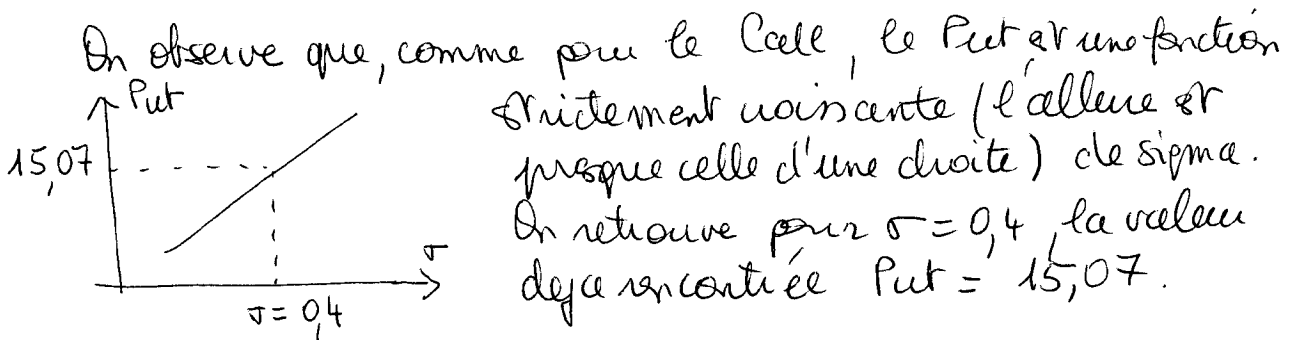 On observe que, comme pour le Call, le Put est une fonction
Put
strictement croissante (l'allure est
15,07
presque celle d'une droite) de sigma.
On retrouve pour σ = 0,4, la valeur
σ
deja rencontrée Put = 15,07.
σ = 0,4